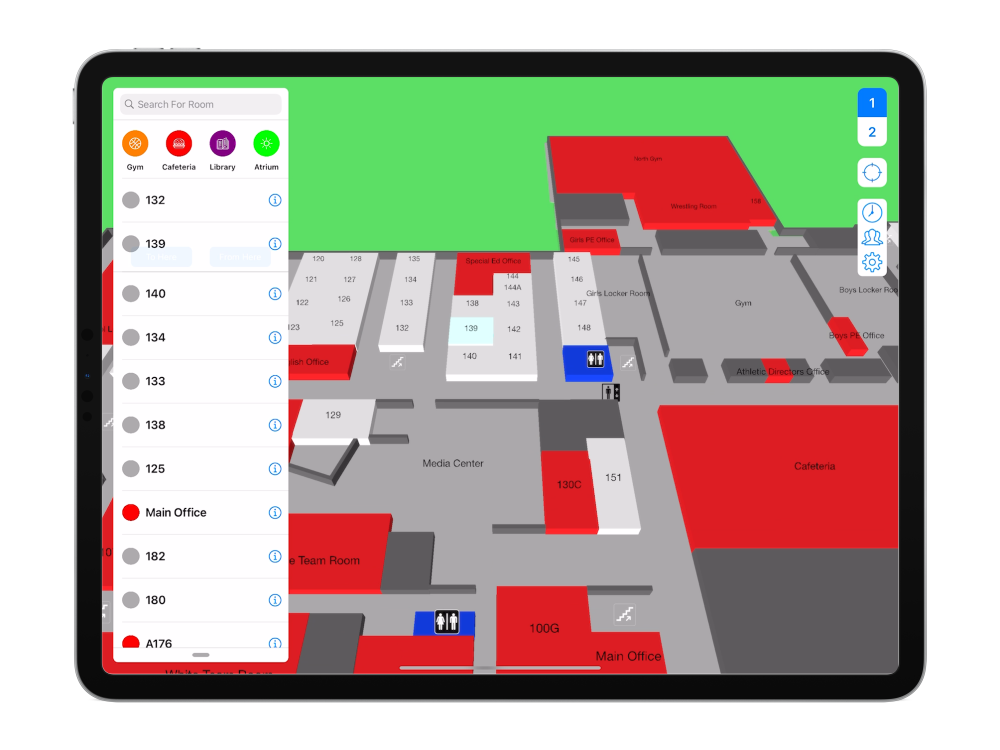 Search For Room
Gym
Cafeteria
Library
Atrium
132
139
140
134
133
138
125
Main Office
182
180
A176
1
2
North Gym
Wrestling Room
Girls PE Office
120
128
135
Special Ed Office
145
121
127
134
144
144A
146
Girls Locker Room
Boys Locker Roo
122
126
133
138
143
147
Gym
123
125
132
139
142
148
Boys PE Office
lish Office
140
141
Athletic Directors Office
129
Media Center
130C
151
Cafeteria
e Team Room
100G
Main Office
White Team Room